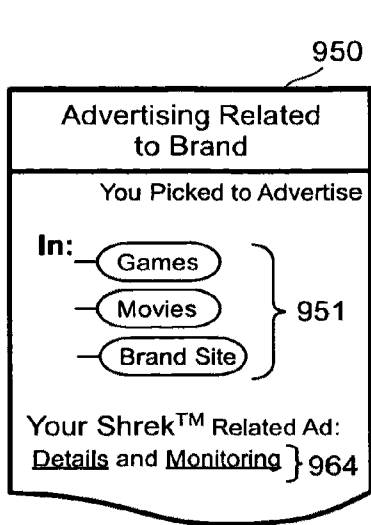 950
Advertising Related
to Brand
You Picked to Advertise
In:
Games
Movies
Brand Site
951
Your Shrek™ Related Ad:
Details and Monitoring
964